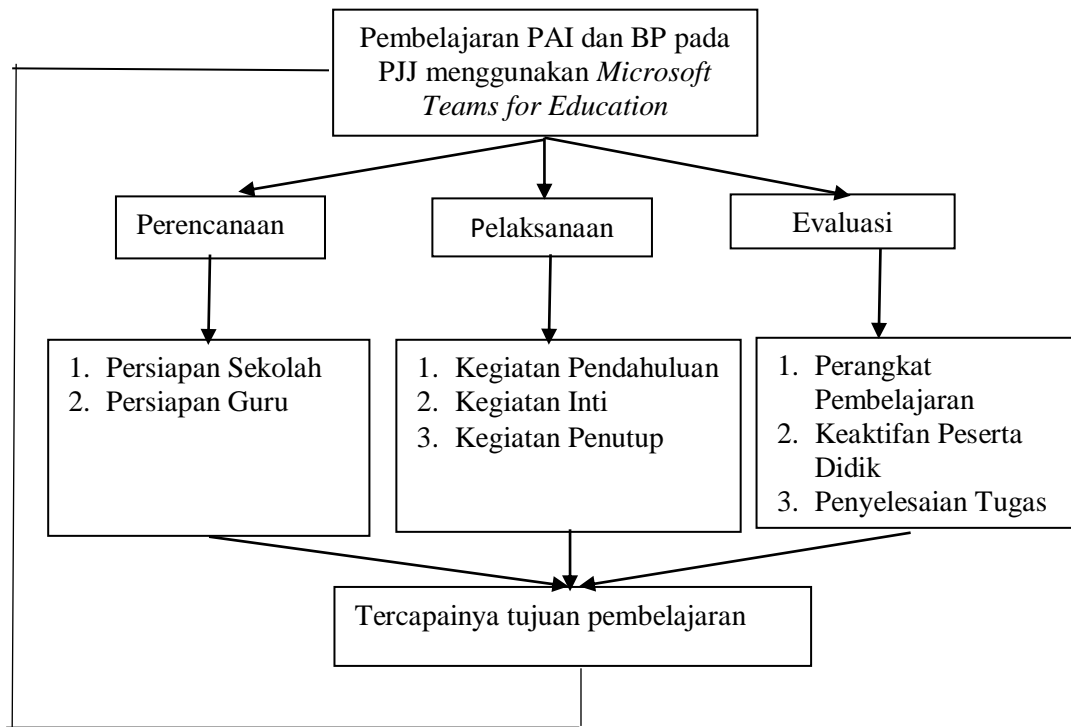 Pembelajaran PAI dan BP pada
PJJ menggunakan Microsoft
Teams for Education
Perencanaan
Pelaksanaan
Evaluasi
1. Persiapan Sekolah
2. Persiapan Guru
1. Kegiatan Pendahuluan
2. Kegiatan Inti
3. Kegiatan Penutup
1. Perangkat
Pembelajaran
2. Keaktifan Peserta
Didik
3. Penyelesaian Tugas
Tercapainya tujuan pembelajaran